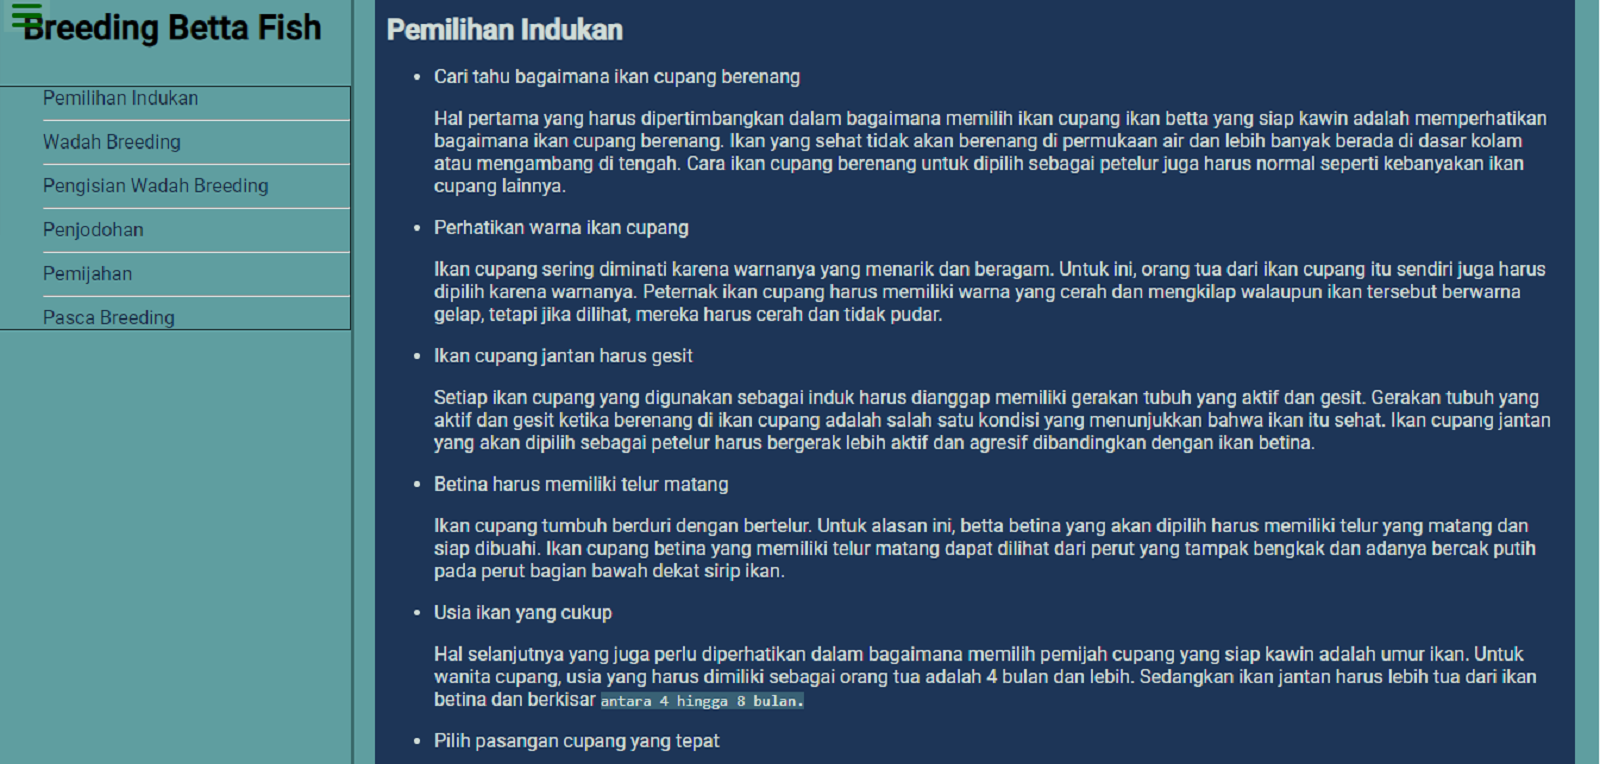 Breeding Betta Fish
Pemilihan Indukan
Wadah Breeding
Pengisian Wadah Breeding
Penjodohan
Pemijahan
Pasca Breeding
Pemilihan Indukan
• Cari tahu bagaimana ikan cupang berenang
Hal pertama yang harus dipertimbangkan dalam bagaimana memilih ikan cupang ikan betta yang siap kawin adalah memperhatikan
bagaimana ikan cupang berenang. Ikan yang sehat tidak akan berenang di permukaan air dan lebih banyak berada di dasar kolam
atau mengambang di tengah. Cara ikan cupang berenang untuk dipilih sebagai petelur juga harus normal seperti kebanyakan ikan
cupang lainnya.
• Perhatikan warna ikan cupang
Ikan cupang sering diminati karena warnanya yang menarik dan beragam. Untuk ini, orang tua dari ikan cupang itu sendiri juga harus
dipilih karena warnanya. Peternak ikan cupang harus memiliki warna yang cerah dan mengkilap walaupun ikan tersebut berwarna
gelap, tetapi jika dilihat, mereka harus cerah dan tidak pudar.
• Ikan cupang jantan harus gesit
Setiap ikan cupang yang digunakan sebagai induk harus dianggap memiliki gerakan tubuh yang aktif dan gesit. Gerakan tubuh yang
aktif dan gesit ketika berenang di ikan cupang adalah salah satu kondisi yang menunjukkan bahwa ikan itu sehat. Ikan cupang jantan
yang akan dipilih sebagai petelur harus bergerak lebih aktif dan agresif dibandingkan dengan ikan betina.
• Betina harus memiliki telur matang
Ikan cupang tumbuh berduri dengan bertelur. Untuk alasan ini, betta betina yang akan dipilih harus memiliki telur yang matang dan
siap dibuahi. Ikan cupang betina yang memiliki telur matang dapat dilihat dari perut yang tampak bengkak dan adanya bercak putih
pada perut bagian bawah dekat sirip ikan.
• Usia ikan yang cukup
Hal selanjutnya yang juga perlu diperhatikan dalam bagaimana memilih pemijah cupang yang siap kawin adalah umur ikan. Untuk
wanita cupang, usia yang harus dimiliki sebagai orang tua adalah 4 bulan dan lebih. Sedangkan ikan jantan harus lebih tua dari ikan
betina dan berkisar antara 4 hingga 8 bulan.
• Pilih pasangan cupang yang tepat